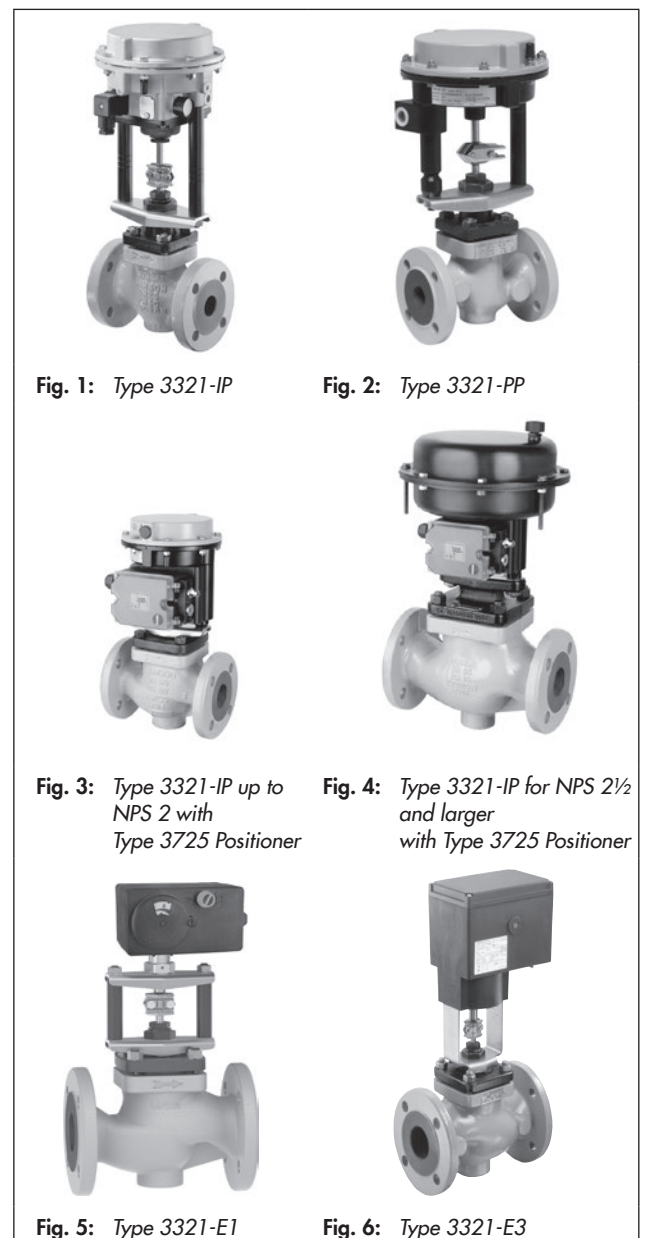 Fig. 1: Type 3321-IP
Fig. 2: Type 3321-PP
Fig. 3: Type 3321-IP up to
NPS 2 with
Type 3725 Positioner
Fig. 4: Type 3321-IP for NPS 2½
and larger
with Type 3725 Positioner
Fig. 5: Type 3321-E1
Fig. 6: Type 3321-E3